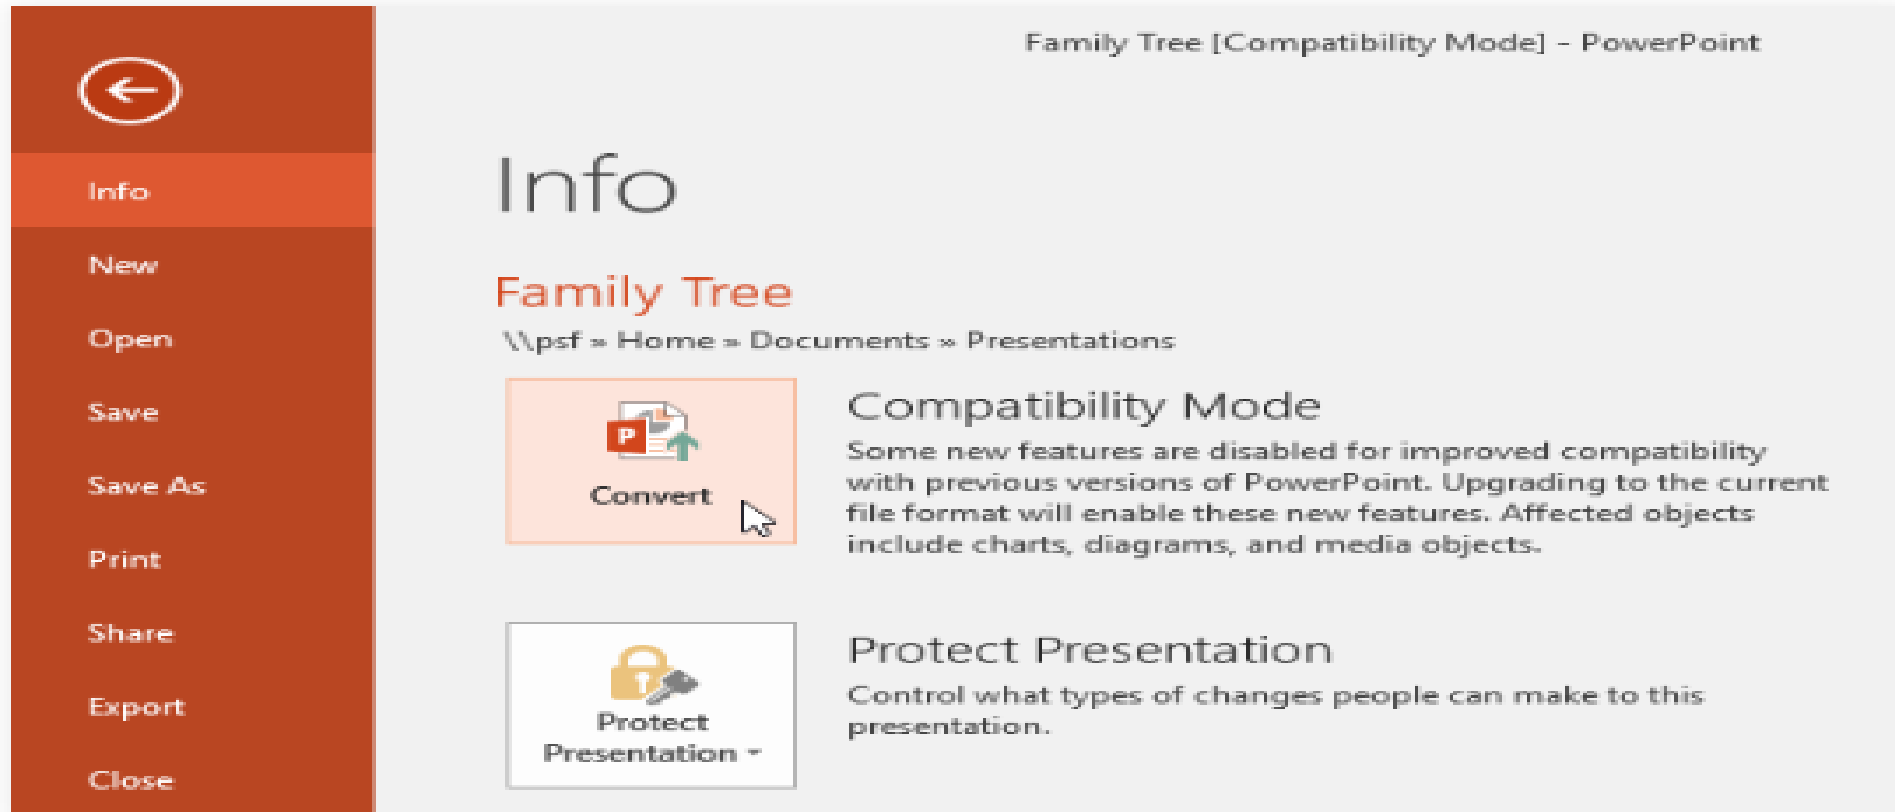 Family Tree [Compatibility Mode] - PowerPoint
Info
New
Open
Save
Save As
Print
Share
Export
Close
Info
Family Tree
\\psf » Home » Documents » Presentations
P
Convert
Compatibility Mode
Some new features are disabled for improved compatibility
with previous versions of PowerPoint. Upgrading to the current
file format will enable these new features. Affected objects
include charts, diagrams, and media objects.
Protect
Presentation
Protect Presentation
Control what types of changes people can make to this
presentation.